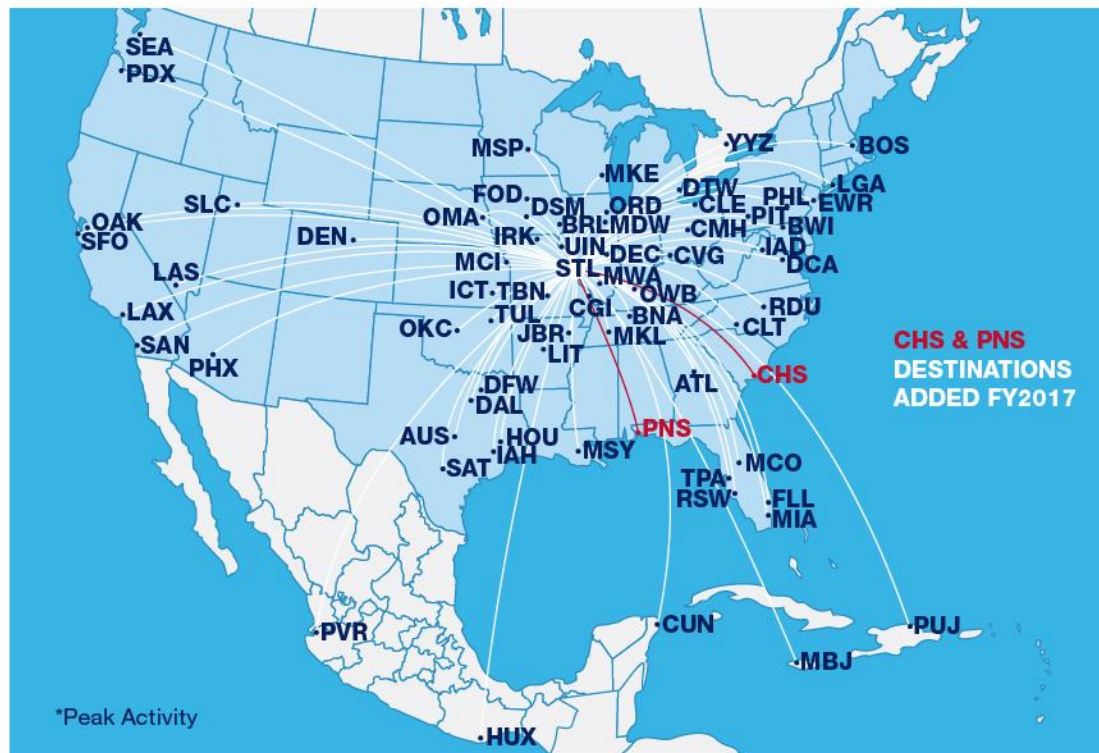 SEA
PDX
MSP
YYZ
BOS
MKE
DTW
LGA
PHL
EWR
FOD
SLC
OMA
DSM
ORD
CLE
PIT
BRL
MDW
CMH
BWI
OAK
SFO
DEN
IRK
UIN
DEC
CVG
IAD
DCA
MCI
STL
MWA
LAS
ICT
TBN
CGI
OWB
RDU
LAX
TUL
BNA
CLT
OKC
JBR
MKL
SAN
LIT
PHX
CHS & PNS
DESTINATIONS
ADDED FY2017
ATL
CHS
DFW
DAL
PNS
AUS
HOU
IAH
MSY
SAT
MCO
TPA
RSW
FLL
MIA
PVR
CUN
PUJ
MBJ
*Peak Activity
HUX